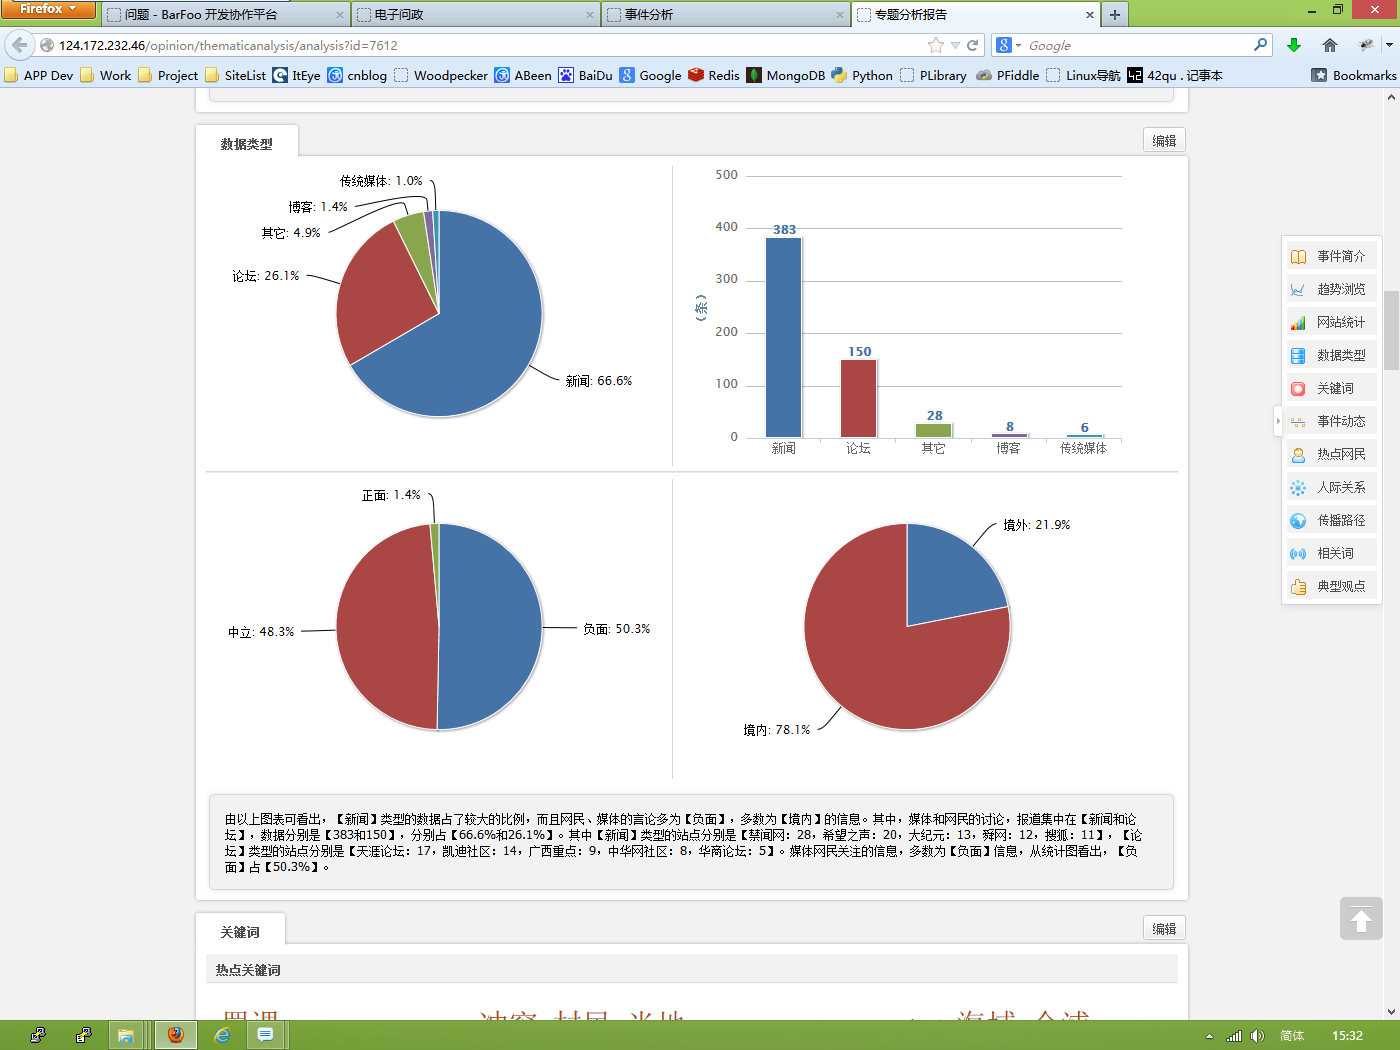 Firefox
问题 - BarFoo 开发协作平台
电子问政
事件分析
专题分析报告
124.172.232.46/opinion/thematicanalysis/analysis?id=7612
Google
APP Dev Work Project SiteList ItEye cnblog Woodpecker ABeen BaiDu Google Redis MongoDB Python PLibrary PFiddle Linux导航 42qu . 记事本 Bookmarks
数据类型
编辑
传统媒体: 1.0%
博客: 1.4%
其它: 4.9%
论坛: 26.1%
新闻: 66.6%
500
400
300
200
100
0
(条)
383
150
28
8
6
新闻 论坛 其它 博客 传统媒体
正面: 1.4%
中立: 48.3%
负面: 50.3%
境外: 21.9%
境内: 78.1%
由以上图表可看出，【新闻】类型的数据占了较大的比例，而且网民、媒体的言论多为【负面】，多数为【境内】的信息。其中，媒体和网民的讨论，报道集中在【新闻和论
坛】，数据分别是【383和150】，分别占【66.6%和26.1%】。其中【新闻】类型的站点分别是【禁闻网：28，希望之声：20，大纪元：13，舜网：12，搜狐：11】，【论
坛】类型的站点分别是【天涯论坛：17，凯迪社区：14，广西重点：9，中华网社区：8，华商论坛：5】。媒体网民关注的信息，多数为【负面】信息，从统计图看出，【负
面】占【50.3%】。
关键词
编辑
热点关键词
事件简介
趋势浏览
网站统计
数据类型
关键词
事件动态
热点网民
人际关系
传播路径
相关词
典型观点
简体
15:32